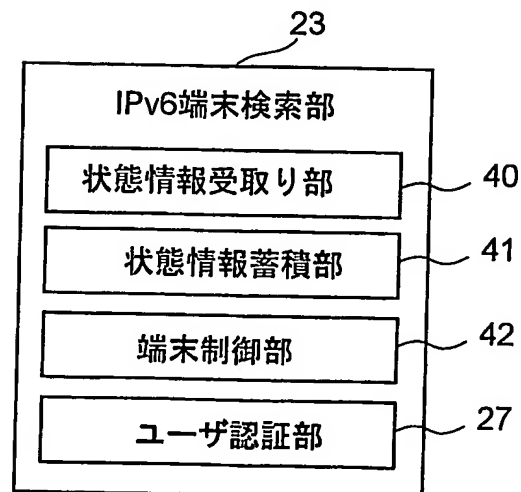 23
IPv6端末検索部
状態情報受取り部 40
状態情報蓄積部 41
端末制御部 42
ユーザ認証部 27